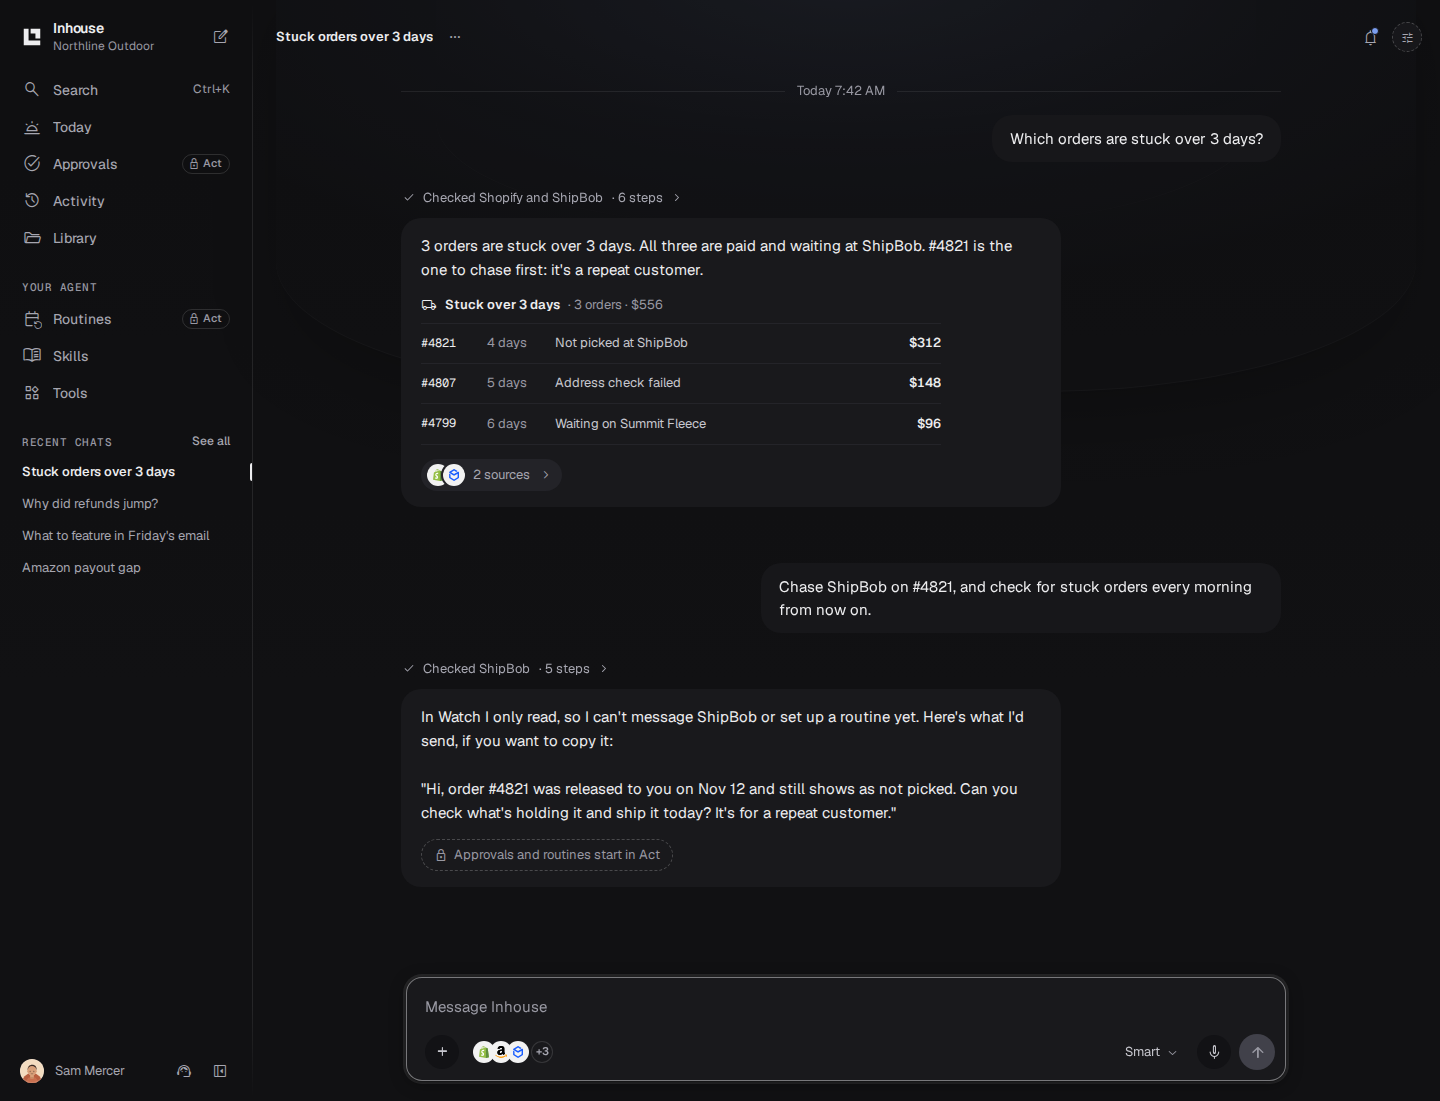 Inhouse
Northline Outdoor
Search Ctrl+K
Today
Approvals Act
Activity
Library
YOUR AGENT
Routines Act
Skills
Tools
RECENT CHATS See all
Stuck orders over 3 days
Why did refunds jump?
What to feature in Friday's email
Amazon payout gap
Sam Mercer
Stuck orders over 3 days ...
Today 7:42 AM
Which orders are stuck over 3 days?
Checked Shopify and ShipBob · 6 steps
3 orders are stuck over 3 days. All three are paid and waiting at ShipBob. #4821 is the
one to chase first: it's a repeat customer.
Stuck over 3 days · 3 orders · $556
#4821 4 days Not picked at ShipBob $312
#4807 5 days Address check failed $148
#4799 6 days Waiting on Summit Fleece $96
2 sources
Chase ShipBob on #4821, and check for stuck orders every morning
from now on.
Checked ShipBob · 5 steps
In Watch I only read, so I can't message ShipBob or set up a routine yet. Here's what I'd
send, if you want to copy it:
"Hi, order #4821 was released to you on Nov 12 and still shows as not picked. Can you
check what's holding it and ship it today? It's for a repeat customer."
Approvals and routines start in Act
Message Inhouse
+3
Smart